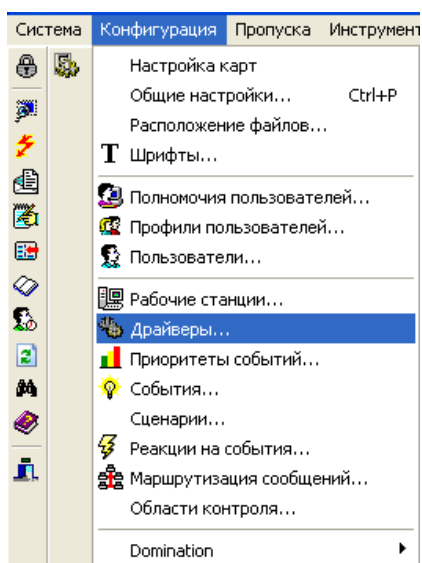 Система Конфигурация Пропуска Инструмент
Настройка карт
Общие настройки... Ctrl+P
Расположение файлов...
T Шрифты...
Полномочия пользователей...
Профили пользователей...
Пользователи...
Рабочие станции...
Драйверы...
Приоритеты событий...
События...
Сценарии...
Реакции на события...
Маршрутизация сообщений...
Области контроля...
Domination